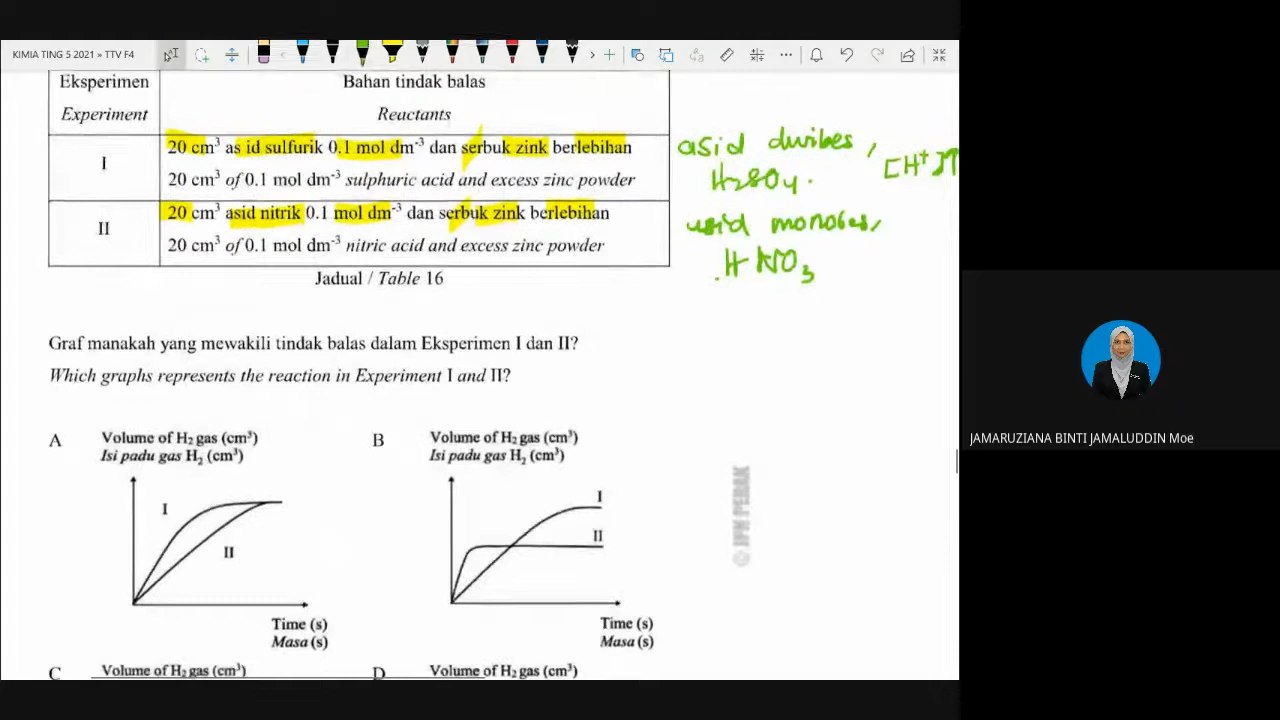 KIMIA TING 5 2021 » TTV F4
Eksperimen
Experiment
Bahan tindak balas
Reactants
I
20 cm³ as id sulfurik 0.1 mol dm⁻³ dan serbuk zink berlebihan
20 cm³ of 0.1 mol dm⁻³ sulphuric acid and excess zinc powder
II
20 cm³ asid nitrik 0.1 mol dm⁻³ dan serbuk zink berlebihan
20 cm³ of 0.1 mol dm⁻³ nitric acid and excess zinc powder
asid dwibes, [H⁺]↑
H₂SO₄.
asid monobes,
HNO₃
Jadual / Table 16
Graf manakah yang mewakili tindak balas dalam Eksperimen I dan II?
Which graphs represents the reaction in Experiment I and II?
A
Volume of H₂ gas (cm³)
Isi padu gas H₂ (cm³)
I
II
Time (s)
Masa (s)
B
Volume of H₂ gas (cm³)
Isi padu gas H₂ (cm³)
I
II
Time (s)
Masa (s)
© JPN PERAK
C
Volume of H₂ gas (cm³)
D
Volume of H₂ gas (cm³)
JAMARUZIANA BINTI JAMALUDDIN Moe